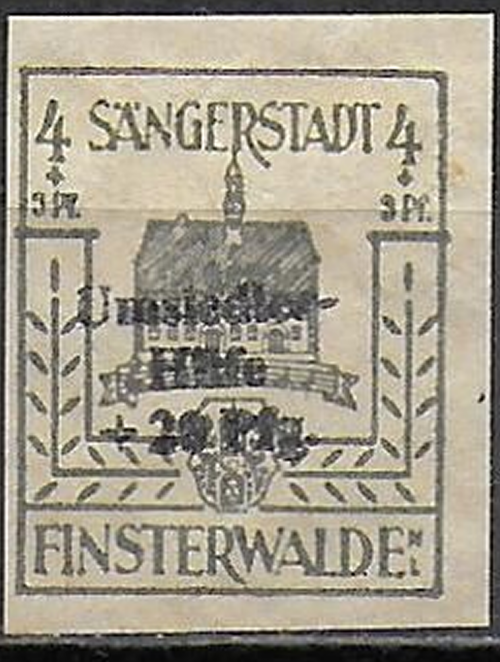 4 SÄNGERSTADT 4
+ +
3 Pf. 3 Pf.
Umsiedler-
Hilfe
+ 20 Pfg.
FINSTERWALDE N.L